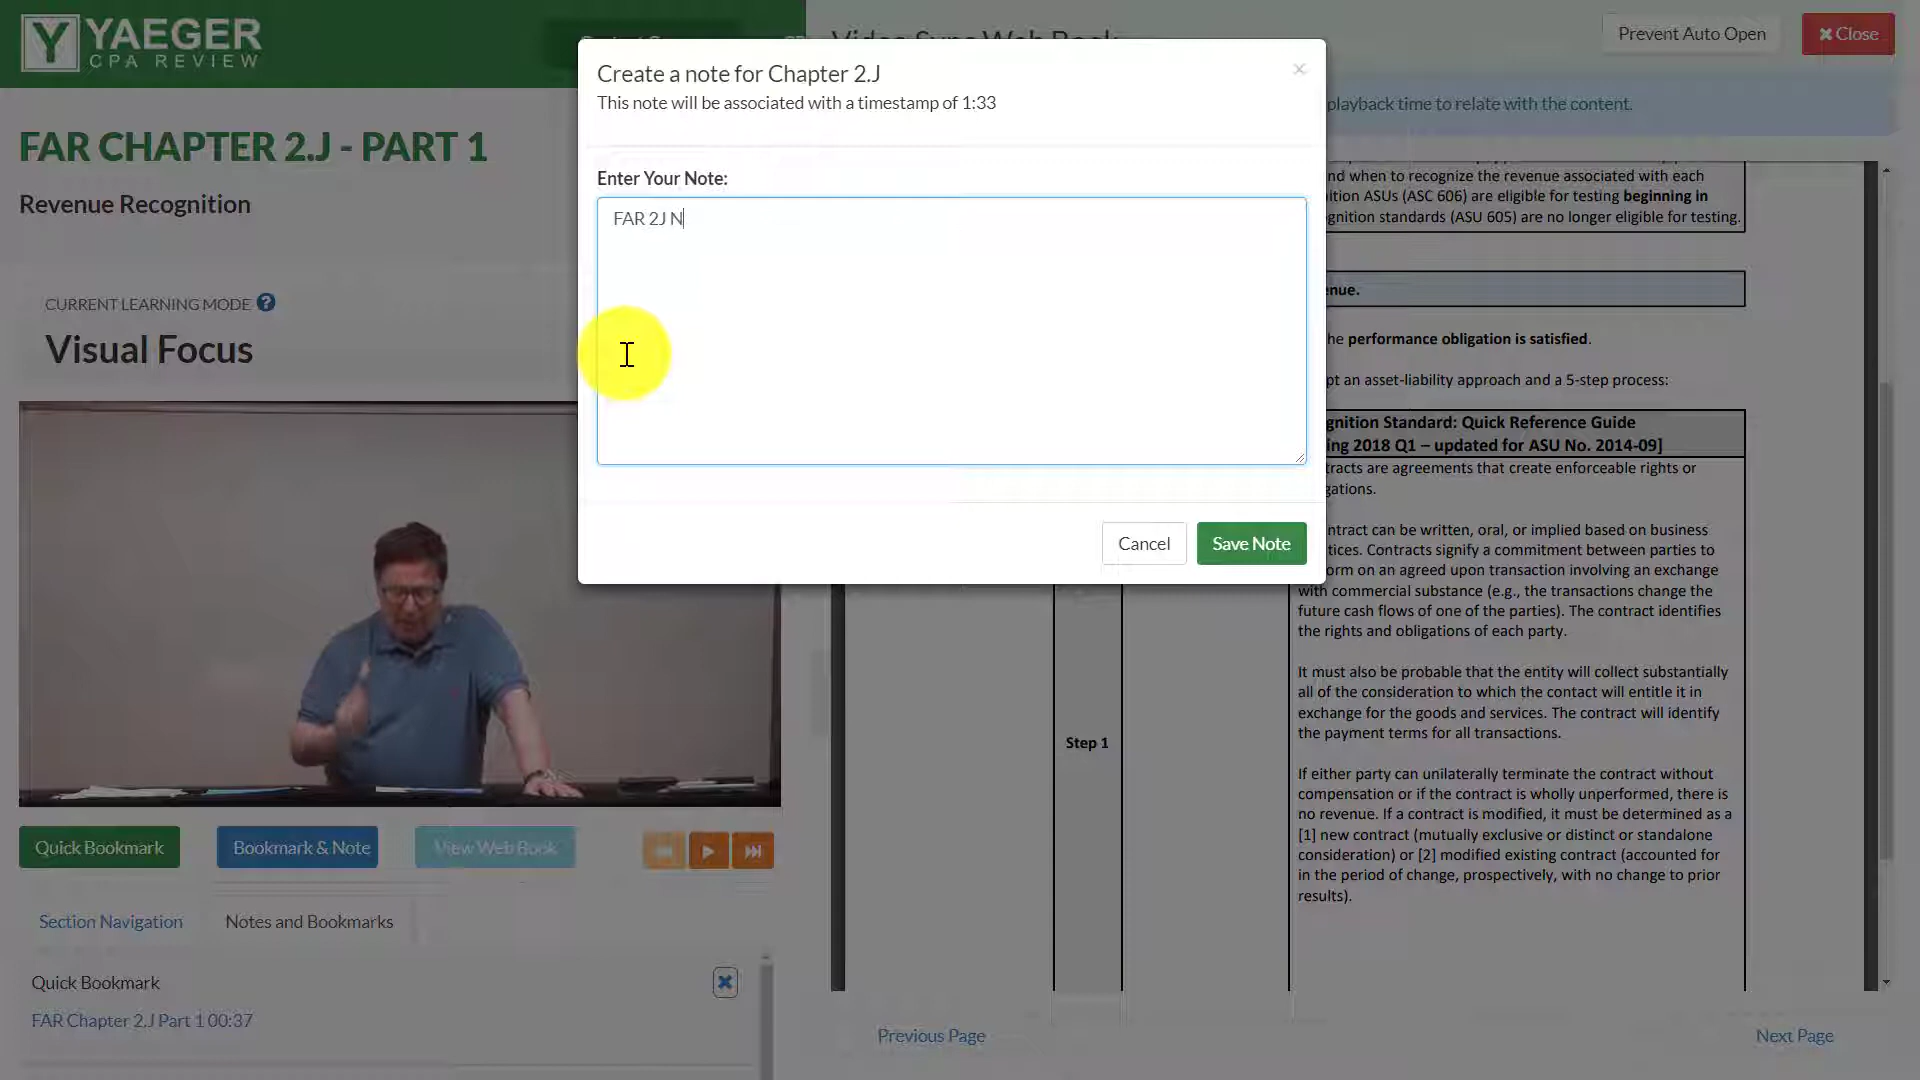 YAEGER
CPA REVIEW
Video Sync Web Book
Prevent Auto Open
Close
playback time to relate with the content.
FAR CHAPTER 2.J - PART 1
Revenue Recognition
CURRENT LEARNING MODE
Visual Focus
Create a note for Chapter 2.J
This note will be associated with a timestamp of 1:33
Enter Your Note:
FAR 2J N
Cancel
Save Note
nd when to recognize the revenue associated with each
ition ASUs (ASC 606) are eligible for testing beginning in
gnition standards (ASU 605) are no longer eligible for testing.
enue.
he performance obligation is satisfied.
pt an asset-liability approach and a 5-step process:
gnition Standard: Quick Reference Guide
ing 2018 Q1 – updated for ASU No. 2014-09]
tracts are agreements that create enforceable rights or
gations.
ntract can be written, oral, or implied based on business
tices. Contracts signify a commitment between parties to
orm on an agreed upon transaction involving an exchange
with commercial substance (e.g., the transactions change the
future cash flows of one of the parties). The contract identifies
the rights and obligations of each party.
It must also be probable that the entity will collect substantially
all of the consideration to which the contact will entitle it in
exchange for the goods and services. The contract will identify
the payment terms for all transactions.
Step 1
If either party can unilaterally terminate the contract without
compensation or if the contract is wholly unperformed, there is
no revenue. If a contract is modified, it must be determined as a
[1] new contract (mutually exclusive or distinct or standalone
consideration) or [2] modified existing contract (accounted for
in the period of change, prospectively, with no change to prior
results).
Quick Bookmark
Bookmark & Note
View Web Book
Section Navigation
Notes and Bookmarks
Quick Bookmark
FAR Chapter 2.J Part 1 00:37
Previous Page
Next Page